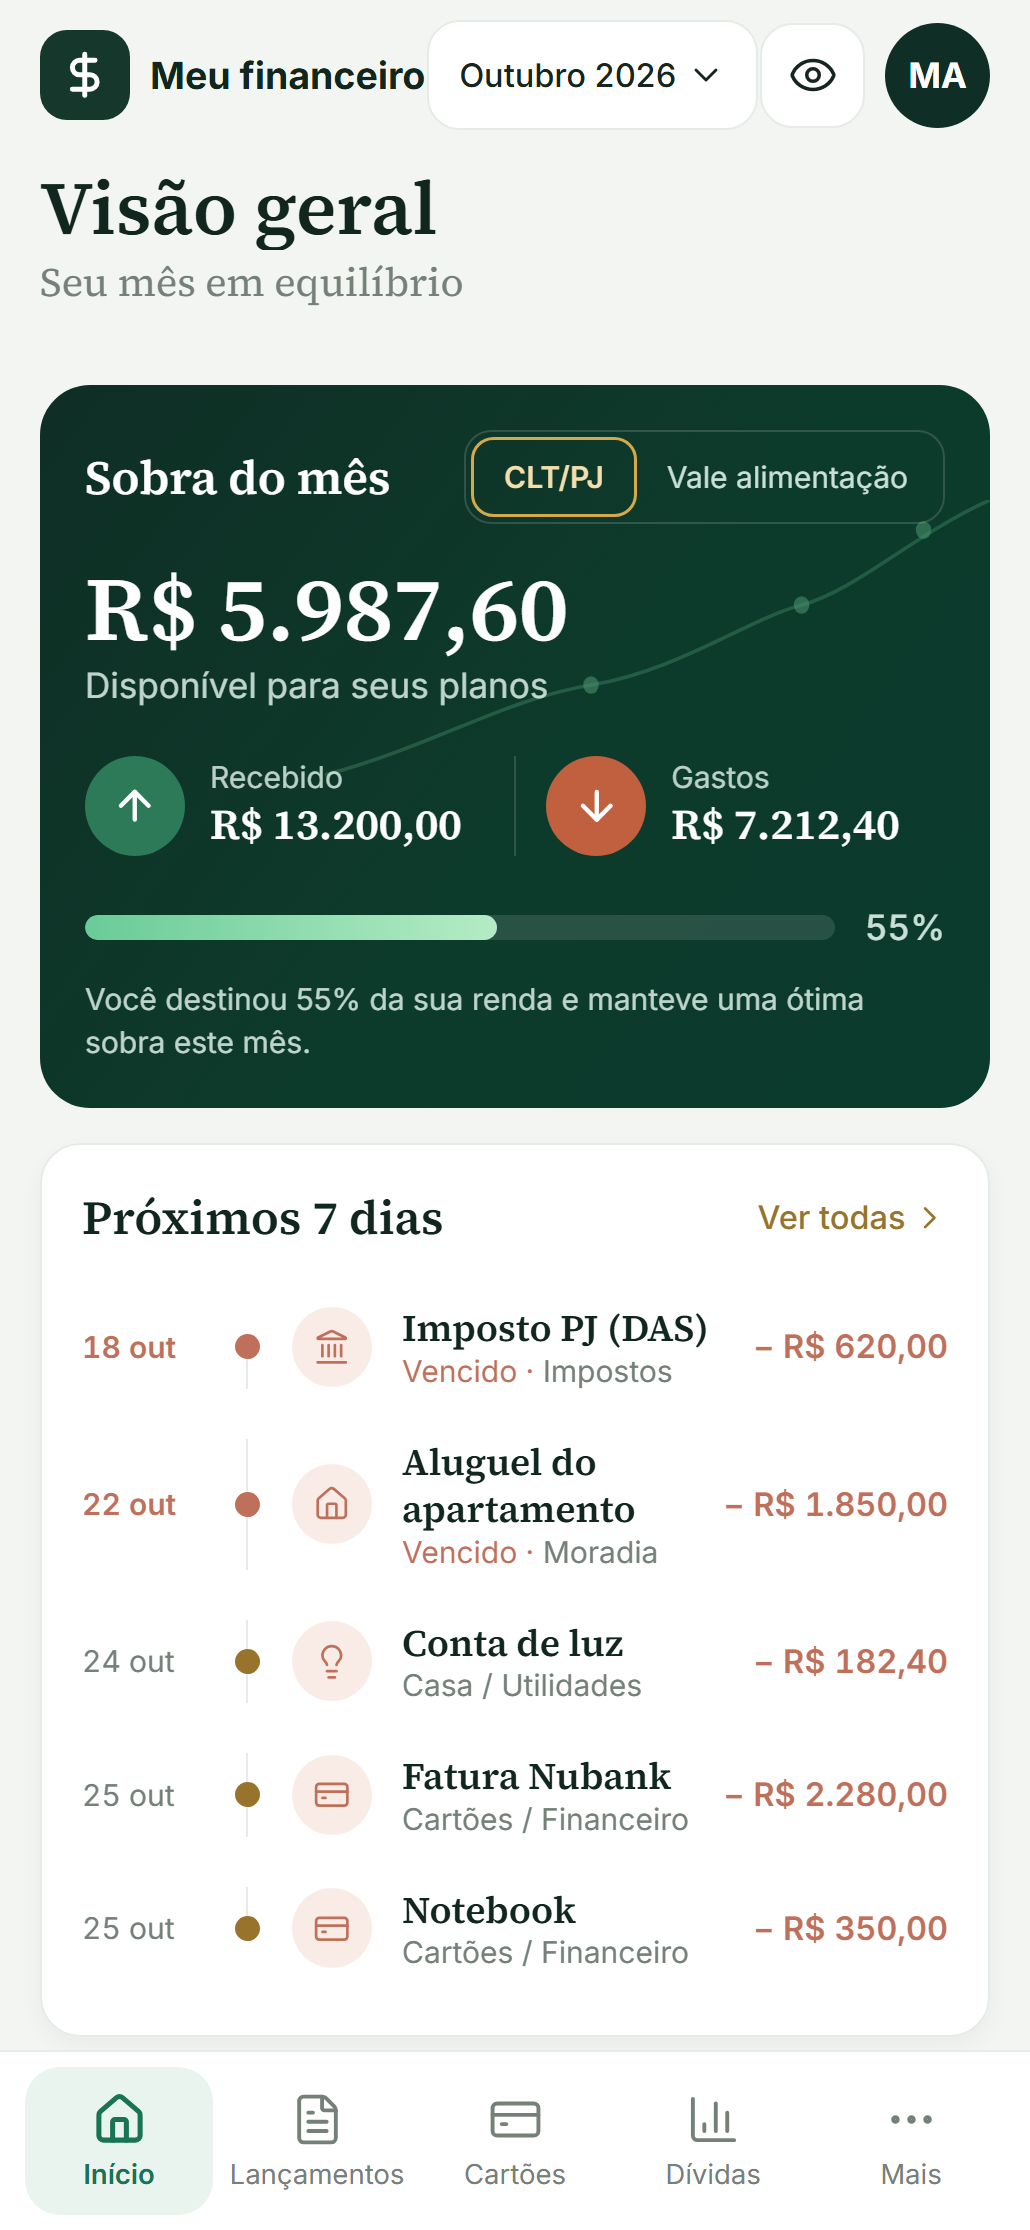 Meu financeiro
Outubro 2026
MA
Visão geral
Seu mês em equilíbrio
Sobra do mês
CLT/PJ
Vale alimentação
R$ 5.987,60
Disponível para seus planos
Recebido
R$ 13.200,00
Gastos
R$ 7.212,40
55%
Você destinou 55% da sua renda e manteve uma ótima
sobra este mês.
Próximos 7 dias
Ver todas
18 out
Imposto PJ (DAS)
Vencido · Impostos
– R$ 620,00
22 out
Aluguel do
apartamento
Vencido · Moradia
– R$ 1.850,00
24 out
Conta de luz
Casa / Utilidades
– R$ 182,40
25 out
Fatura Nubank
Cartões / Financeiro
– R$ 2.280,00
25 out
Notebook
Cartões / Financeiro
– R$ 350,00
Início
Lançamentos
Cartões
Dívidas
Mais